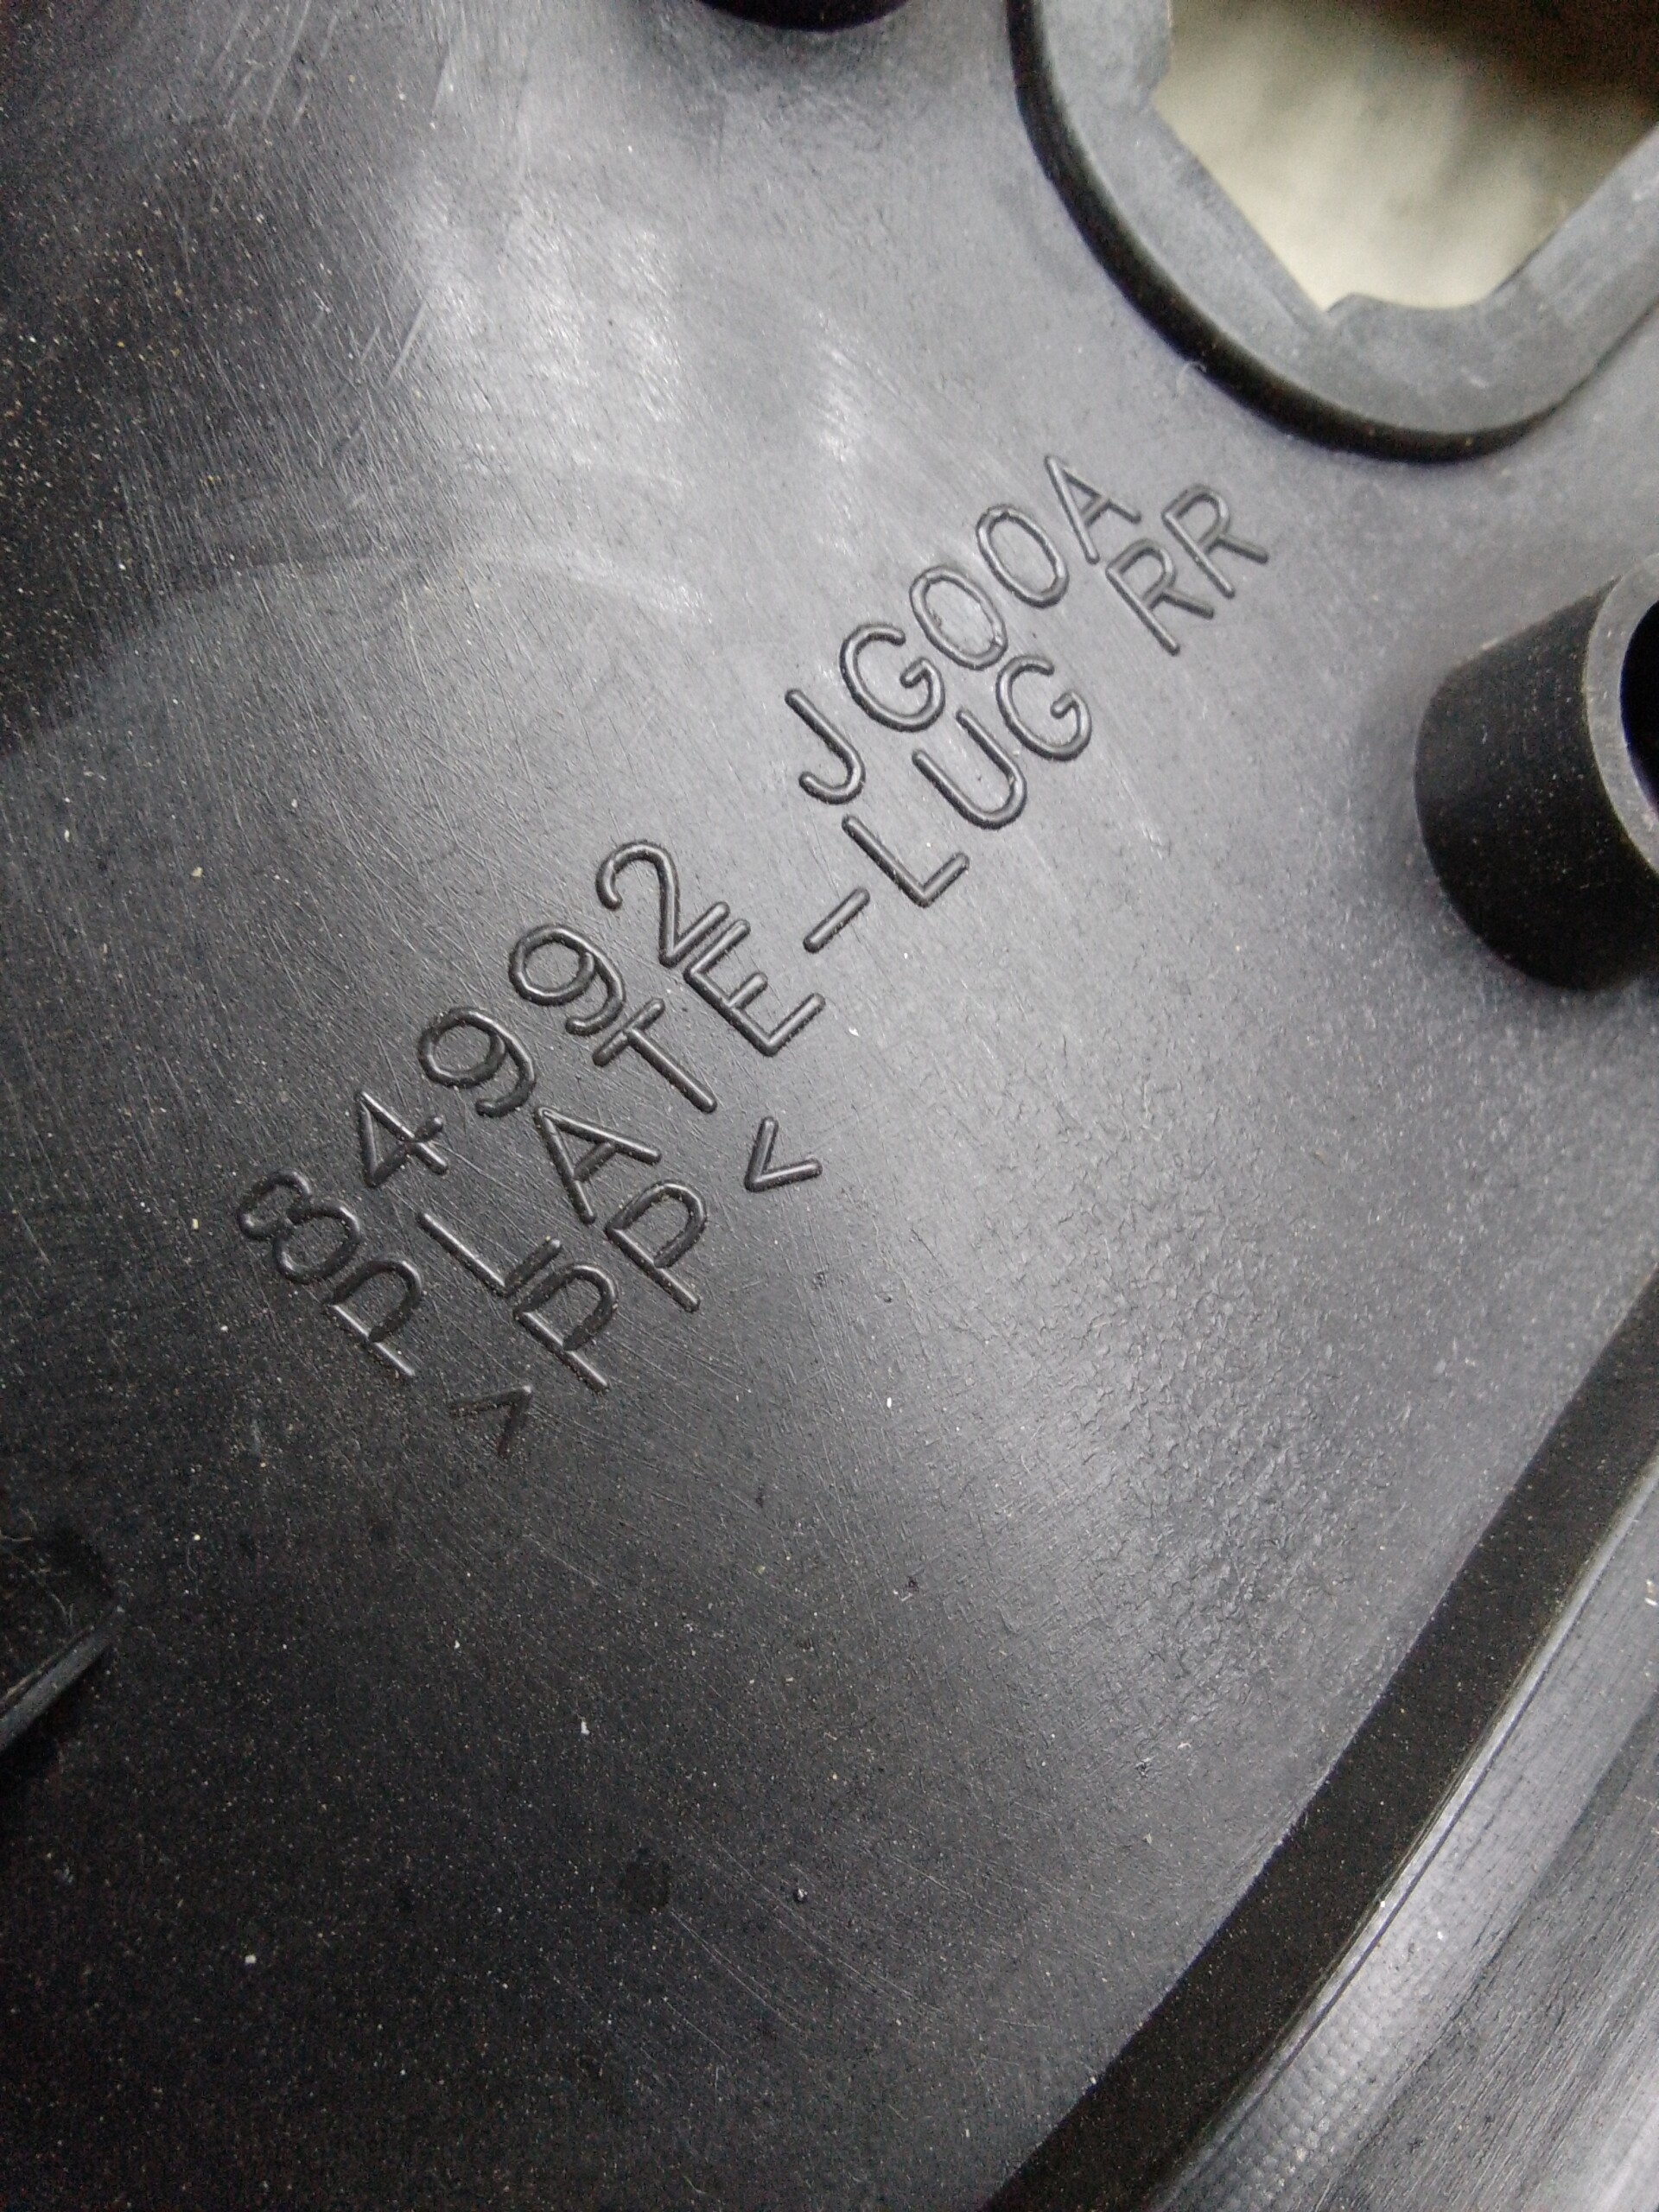 84992 JG00A
PLATE-LUG RR
>PP<